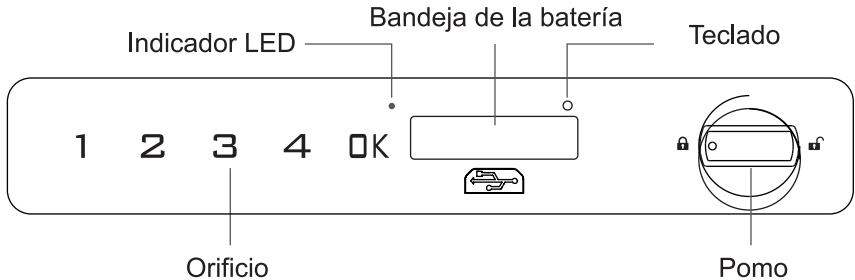 Bandeja de la batería
Indicador LED
Teclado
1 2 3 4 OK
Orificio
Pomo